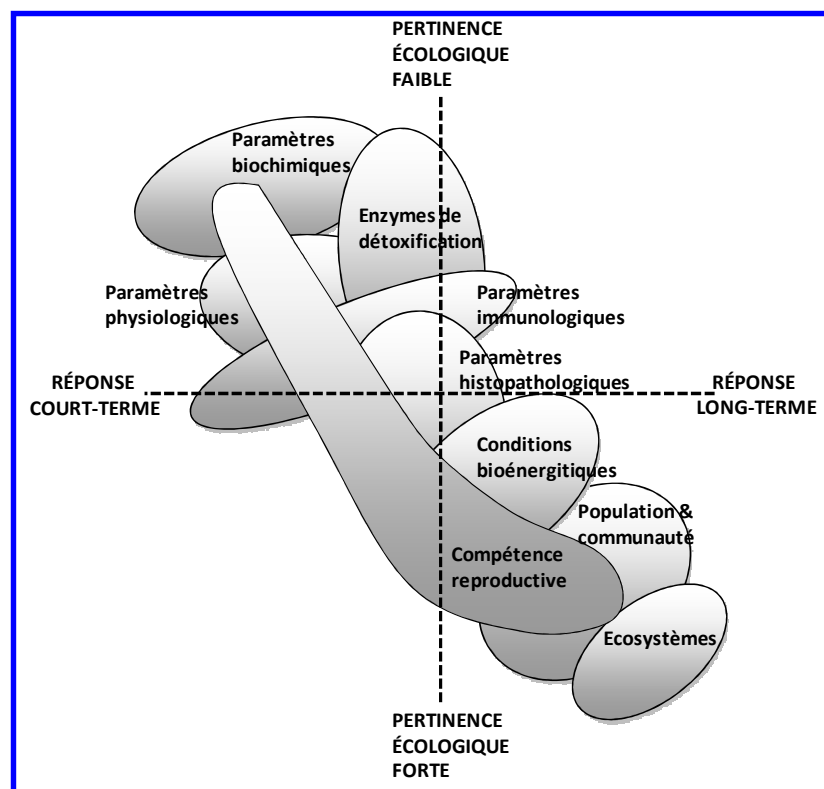 PERTINENCE
ÉCOLOGIQUE
FAIBLE
Paramètres
biochimiques
Enzymes de
détoxification
Paramètres
physiologiques
Paramètres
immunologiques
Paramètres
histopathologiques
RÉPONSE
COURT-TERME
RÉPONSE
LONG-TERME
Conditions
bioénergitiques
Population &
communauté
Compétence
reproductive
Ecosystèmes
PERTINENCE
ÉCOLOGIQUE
FORTE